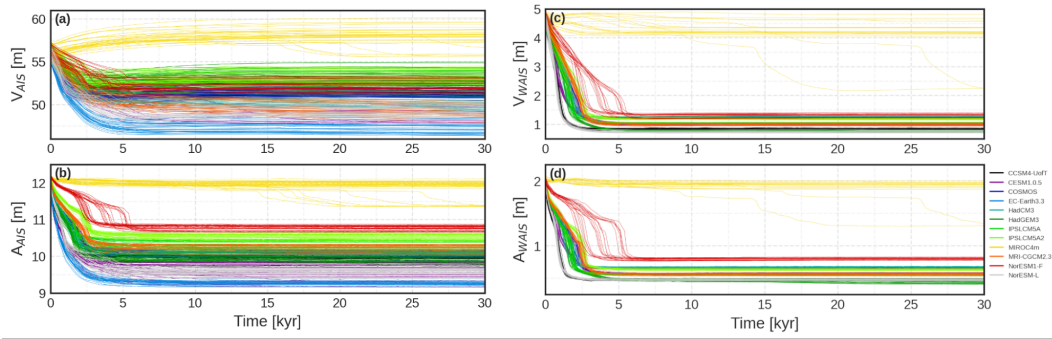 (a)
V_AIS [m]
60
55
50
0 5 10 15 20 25 30
(b)
A_AIS [m]
12
11
10
9
0 5 10 15 20 25 30
Time [kyr]
(c)
V_WAIS [m]
5
4
3
2
1
0 5 10 15 20 25 30
(d)
A_WAIS [m]
2
1
0 5 10 15 20 25 30
Time [kyr]
CCSM4-UofT
CESM1.0.5
COSMOS
EC-Earth3.3
HadCM3
HadGEM3
IPSLCM5A
IPSLCM5A2
MIROC4m
MRI-CGCM2.3
NorESM1-F
NorESM-L